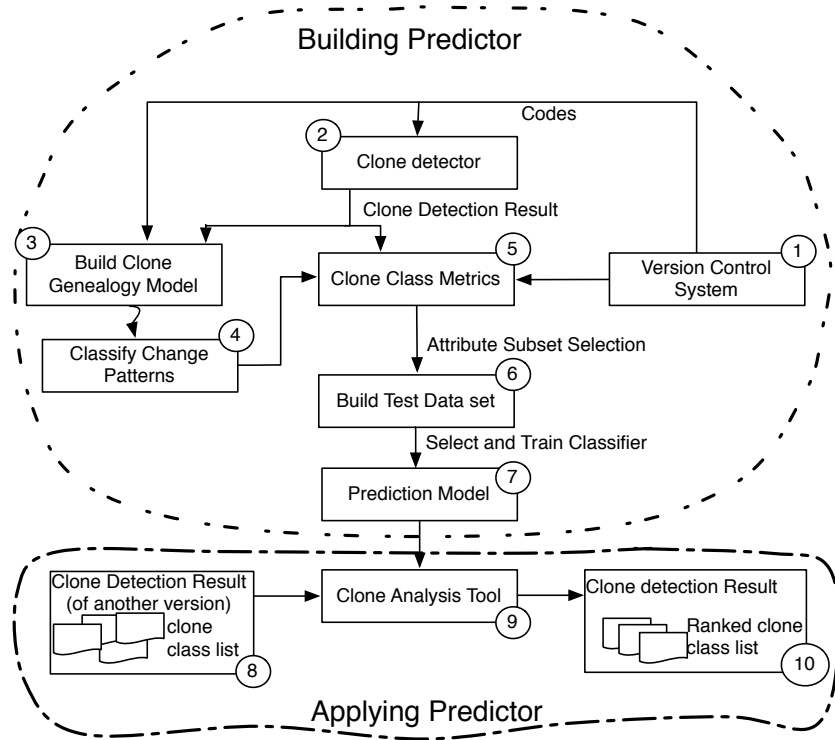 Building Predictor
Codes
2
Clone detector
Clone Detection Result
3
Build Clone
Genealogy Model
5
Clone Class Metrics
1
Version Control
System
4
Classify Change
Patterns
Attribute Subset Selection
6
Build Test Data set
Select and Train Classifier
7
Prediction Model
Clone Detection Result
(of another version)
clone
class list
8
Clone Analysis Tool
9
Clone detection Result
Ranked clone
class list
10
Applying Predictor